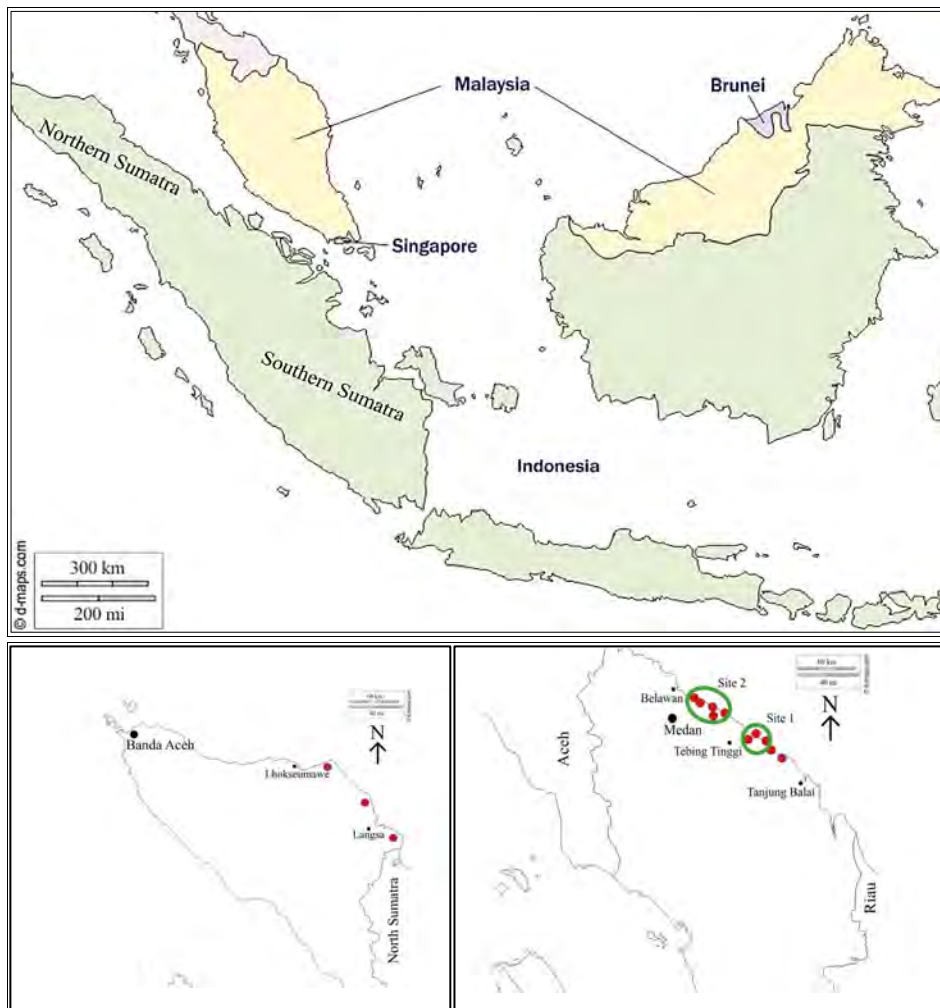 Malaysia
Brunei
Northern Sumatra
Singapore
Southern Sumatra
Indonesia
300 km
200 mi
© d-maps.com
N
Banda Aceh
Lhokseumawe
Langsa
North Sumatra
Site 2
Belawan
N
Medan
Site 1
Tebing Tinggi
Aceh
Tanjung Balai
Riau